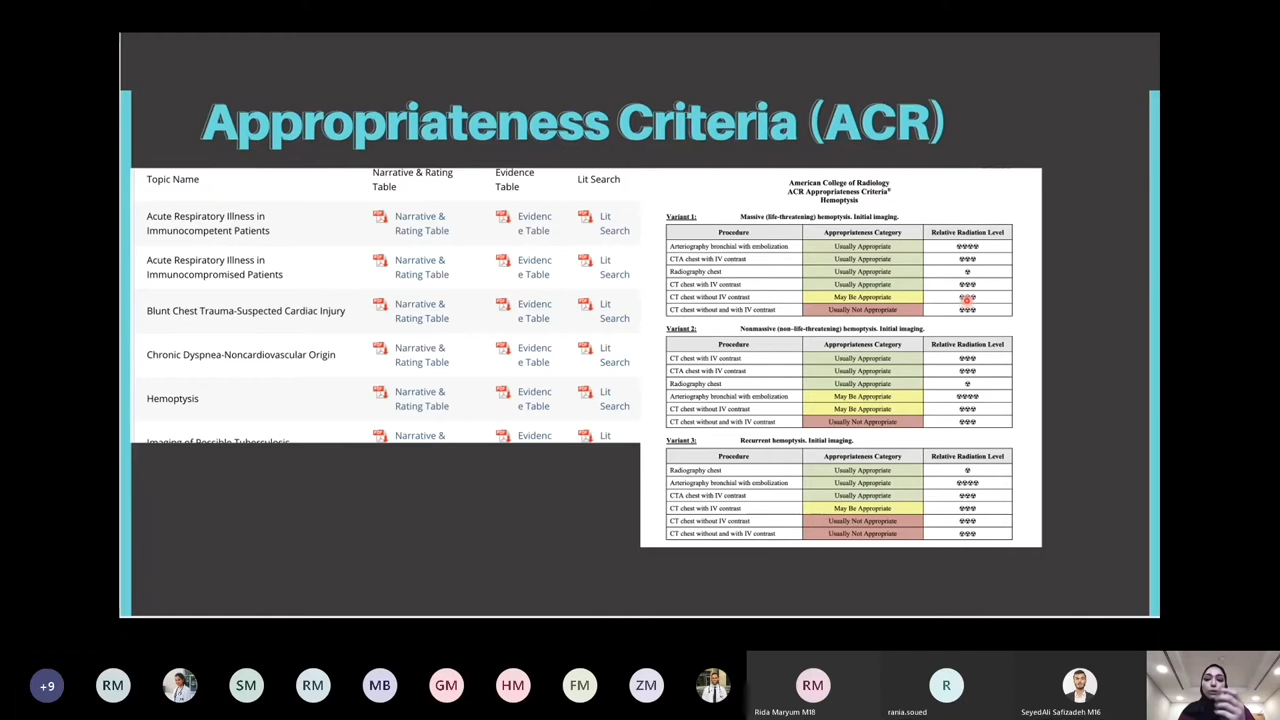 Appropriateness Criteria (ACR)
Topic Name
Narrative & Rating
Table
Evidence
Table
Lit Search
Acute Respiratory Illness in
Immunocompetent Patients
Narrative &
Rating Table
Evidenc
e Table
Lit
Search
Acute Respiratory Illness in
Immunocompromised Patients
Narrative &
Rating Table
Evidenc
e Table
Lit
Search
Blunt Chest Trauma-Suspected Cardiac Injury
Narrative &
Rating Table
Evidenc
e Table
Lit
Search
Chronic Dyspnea-Noncardiovascular Origin
Narrative &
Rating Table
Evidenc
e Table
Lit
Search
Hemoptysis
Narrative &
Rating Table
Evidenc
e Table
Lit
Search
Imaging of Possible Tuberculosis
Narrative &
Evidenc
Lit
American College of Radiology
ACR Appropriateness Criteria®
Hemoptysis
Variant 1: Massive (life-threatening) hemoptysis. Initial imaging.
Procedure Appropriateness Category Relative Radiation Level
Arteriography bronchial with embolization Usually Appropriate ☢☢☢☢
CTA chest with IV contrast Usually Appropriate ☢☢☢
Radiography chest Usually Appropriate ☢
CT chest with IV contrast Usually Appropriate ☢☢☢
CT chest without IV contrast May Be Appropriate ☢☢☢
CT chest without and with IV contrast Usually Not Appropriate ☢☢☢
Variant 2: Nonmassive (non–life-threatening) hemoptysis. Initial imaging.
Procedure Appropriateness Category Relative Radiation Level
CT chest with IV contrast Usually Appropriate ☢☢☢
CTA chest with IV contrast Usually Appropriate ☢☢☢
Radiography chest Usually Appropriate ☢
Arteriography bronchial with embolization May Be Appropriate ☢☢☢☢
CT chest without IV contrast May Be Appropriate ☢☢☢
CT chest without and with IV contrast Usually Not Appropriate ☢☢☢
Variant 3: Recurrent hemoptysis. Initial imaging.
Procedure Appropriateness Category Relative Radiation Level
Radiography chest Usually Appropriate ☢
Arteriography bronchial with embolization Usually Appropriate ☢☢☢☢
CTA chest with IV contrast Usually Appropriate ☢☢☢
CT chest with IV contrast May Be Appropriate ☢☢☢
CT chest without IV contrast Usually Not Appropriate ☢☢☢
CT chest without and with IV contrast Usually Not Appropriate ☢☢☢
+9 RM SM RM MB GM HM FM ZM RM R
Rida Maryum M18 rania.soued SeyedAli Safizadeh M16